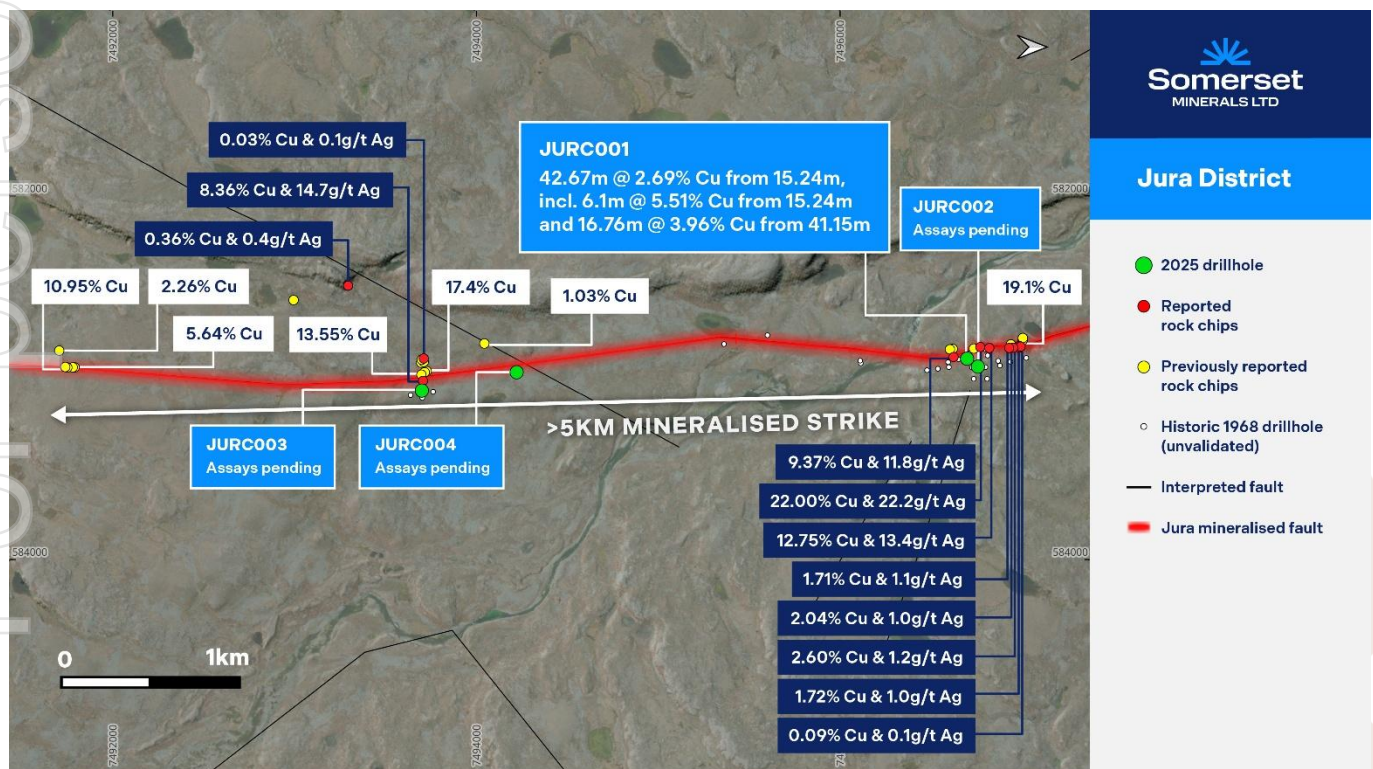 7492000
7494000
7496000
582000
582000
584000
584000
7492000
7494000
7496000
0.03% Cu & 0.1g/t Ag
8.36% Cu & 14.7g/t Ag
0.36% Cu & 0.4g/t Ag
10.95% Cu
2.26% Cu
5.64% Cu
13.55% Cu
17.4% Cu
1.03% Cu
JURC001
42.67m @ 2.69% Cu from 15.24m,
incl. 6.1m @ 5.51% Cu from 15.24m
and 16.76m @ 3.96% Cu from 41.15m
JURC002
Assays pending
19.1% Cu
>5KM MINERALISED STRIKE
JURC003
Assays pending
JURC004
Assays pending
9.37% Cu & 11.8g/t Ag
22.00% Cu & 22.2g/t Ag
12.75% Cu & 13.4g/t Ag
1.71% Cu & 1.1g/t Ag
2.04% Cu & 1.0g/t Ag
2.60% Cu & 1.2g/t Ag
1.72% Cu & 1.0g/t Ag
0.09% Cu & 0.1g/t Ag
0 1km
Somerset
MINERALS LTD
Jura District
2025 drillhole
Reported
rock chips
Previously reported
rock chips
Historic 1968 drillhole
(unvalidated)
Interpreted fault
Jura mineralised fault